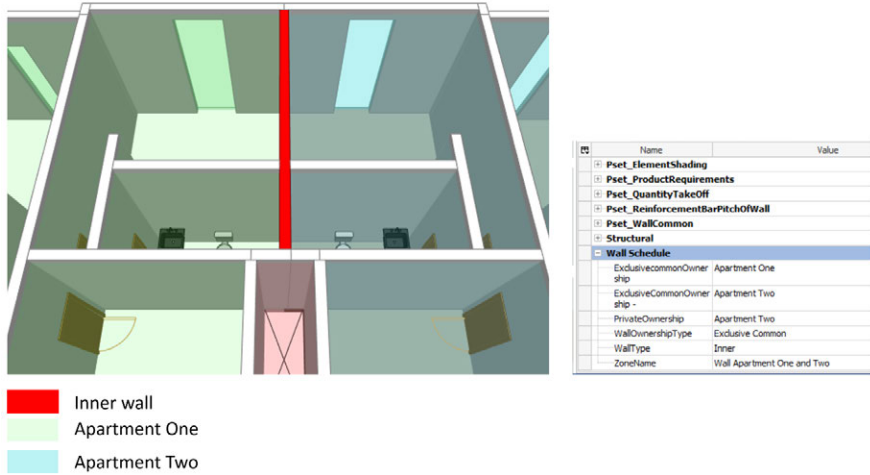 Name Value
Pset_ElementShading
Pset_ProductRequirements
Pset_QuantityTakeOff
Pset_ReinforcementBarPitchOfWall
Pset_WallCommon
Structural
Wall Schedule
ExclusivecommonOwner Apartment One
ship
ExclusiveCommonOwner Apartment Two
ship -
PrivateOwnership Apartment Two
WallOwnershipType Exclusive Common
WallType Inner
ZoneName Wall Apartment One and Two
Inner wall
Apartment One
Apartment Two